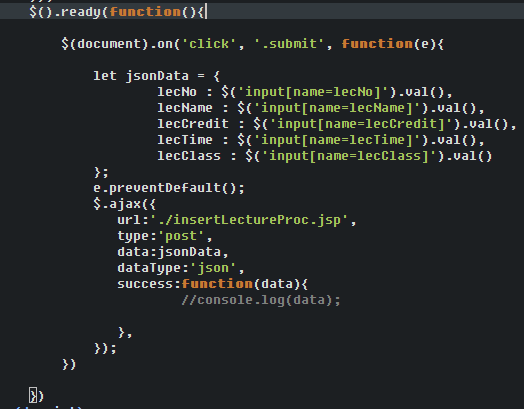 $().ready(function(){
$(document).on('click', '.submit', function(e){
let jsonData = {
lecNo : $('input[name=lecNo]').val(),
lecName : $('input[name=lecName]').val(),
lecCredit : $('input[name=lecCredit]').val(),
lecTime : $('input[name=lecTime]').val(),
lecClass : $('input[name=lecClass]').val()
};
e.preventDefault();
$.ajax({
url:'./insertLectureProc.jsp',
type:'post',
data:jsonData,
dataType:'json',
success:function(data){
//console.log(data);
},
});
})
})